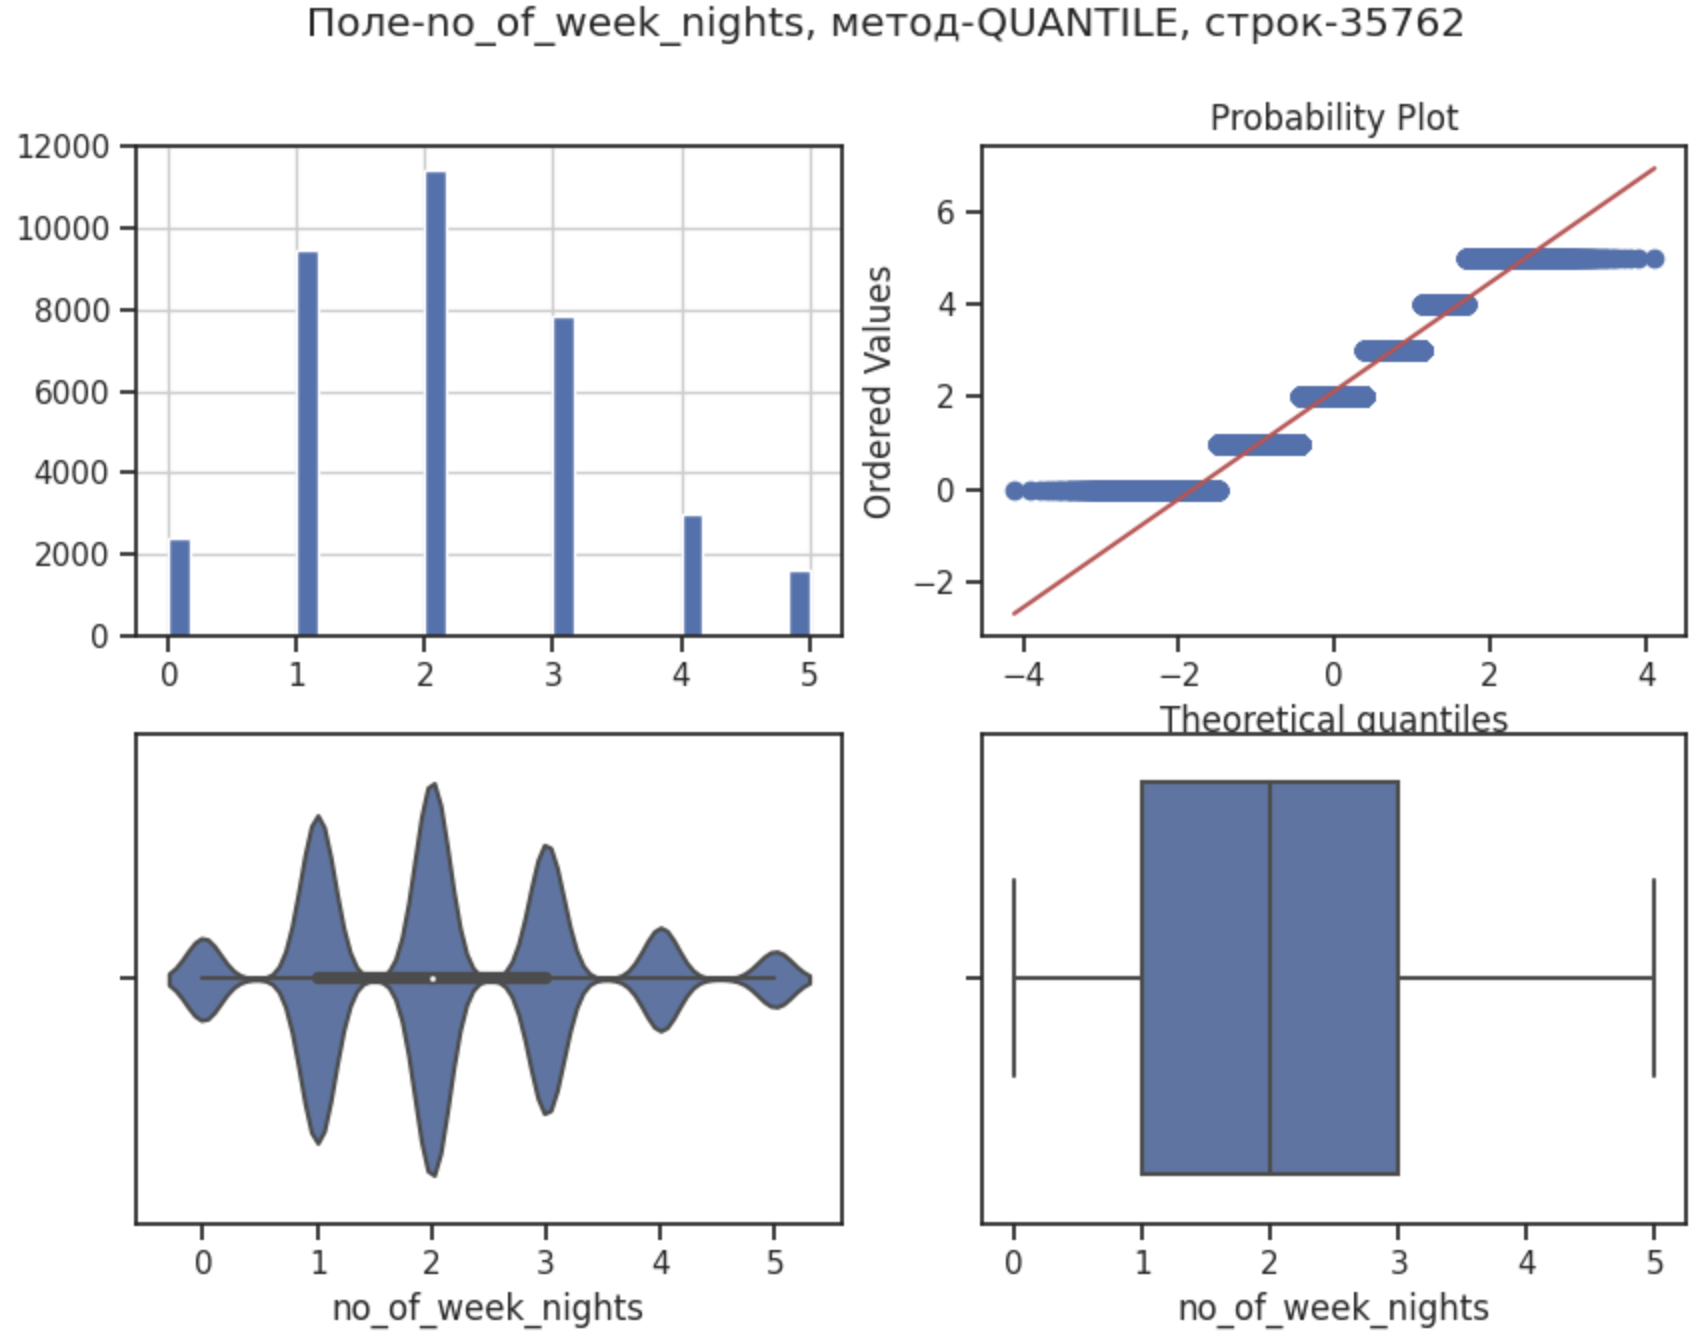 Поле-no_of_week_nights, метод-QUANTILE, строк-35762
12000
10000
8000
6000
4000
2000
0
0 1 2 3 4 5
Probability Plot
Ordered Values
6
4
2
0
−2
−4 −2 0 2 4
Theoretical quantiles
0 1 2 3 4 5
no_of_week_nights
0 1 2 3 4 5
no_of_week_nights